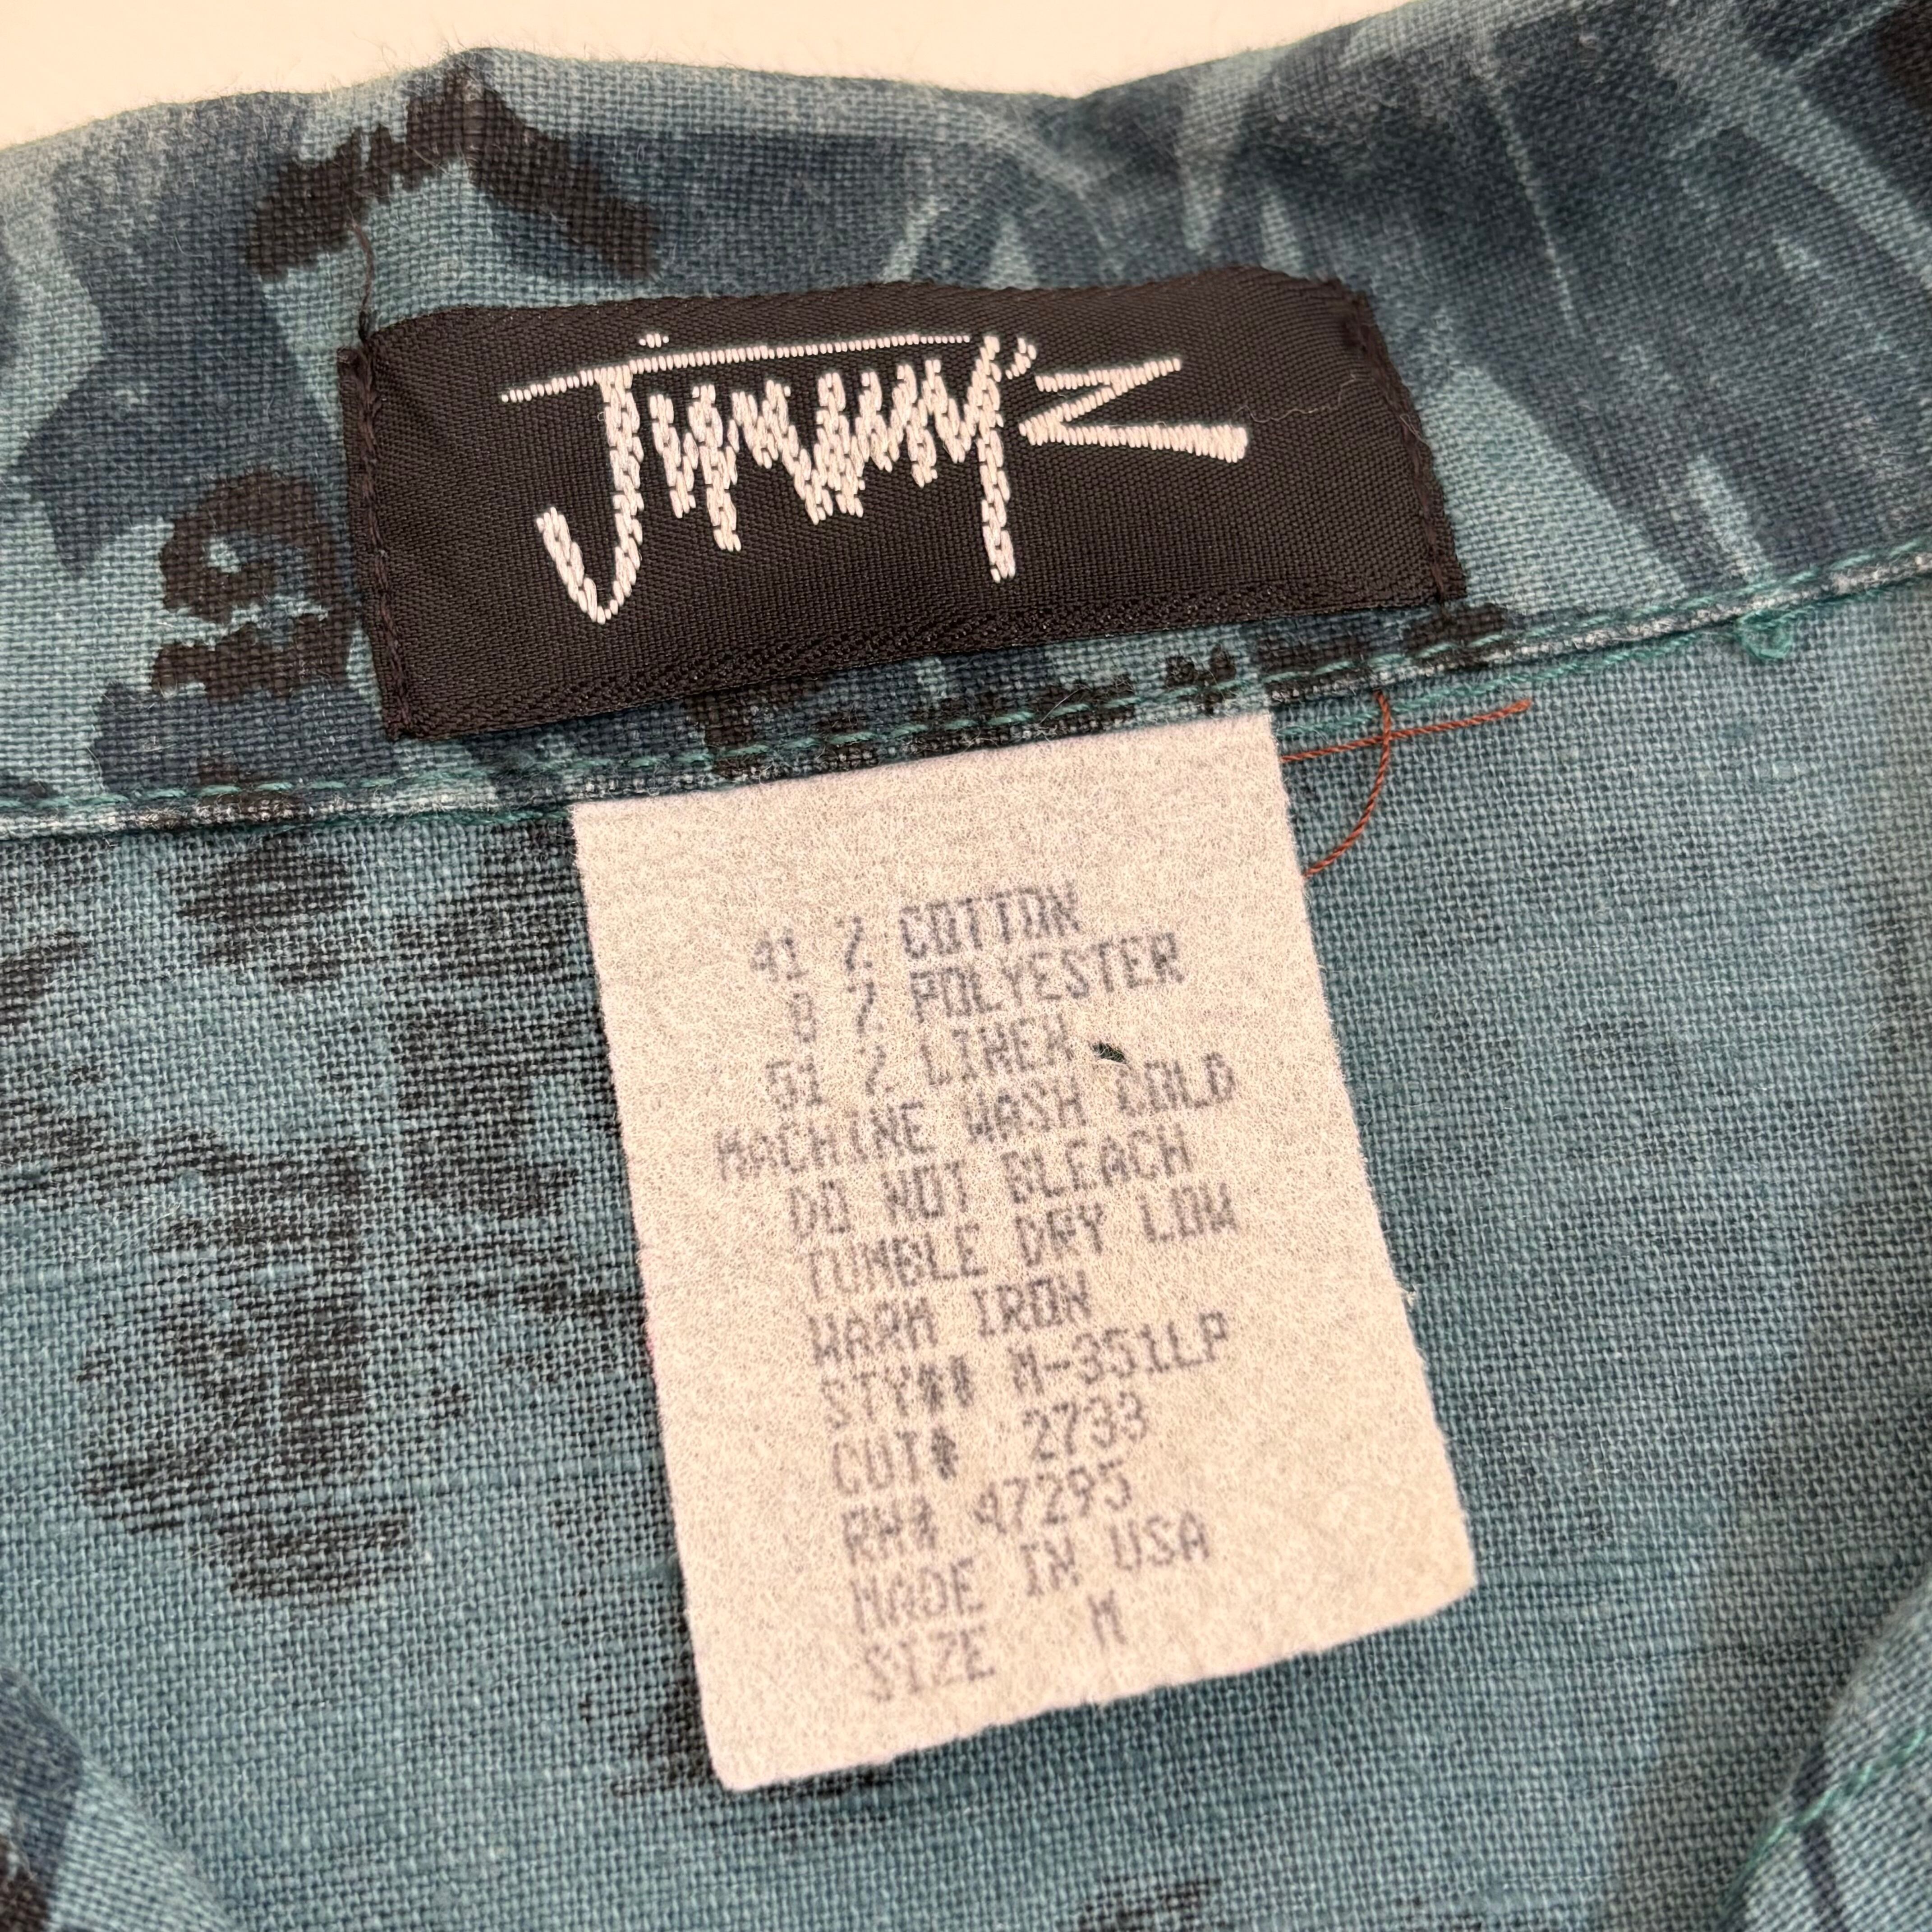 Jimmy'Z
41 % COTTON
8 % POLYESTER
51 % LINEN
MACHINE WASH COLD
DO NOT BLEACH
TUMBLE DRY LOW
WARM IRON
STY## M-351LP
CUT# 2733
RN# 47295
MADE IN USA
SIZE M